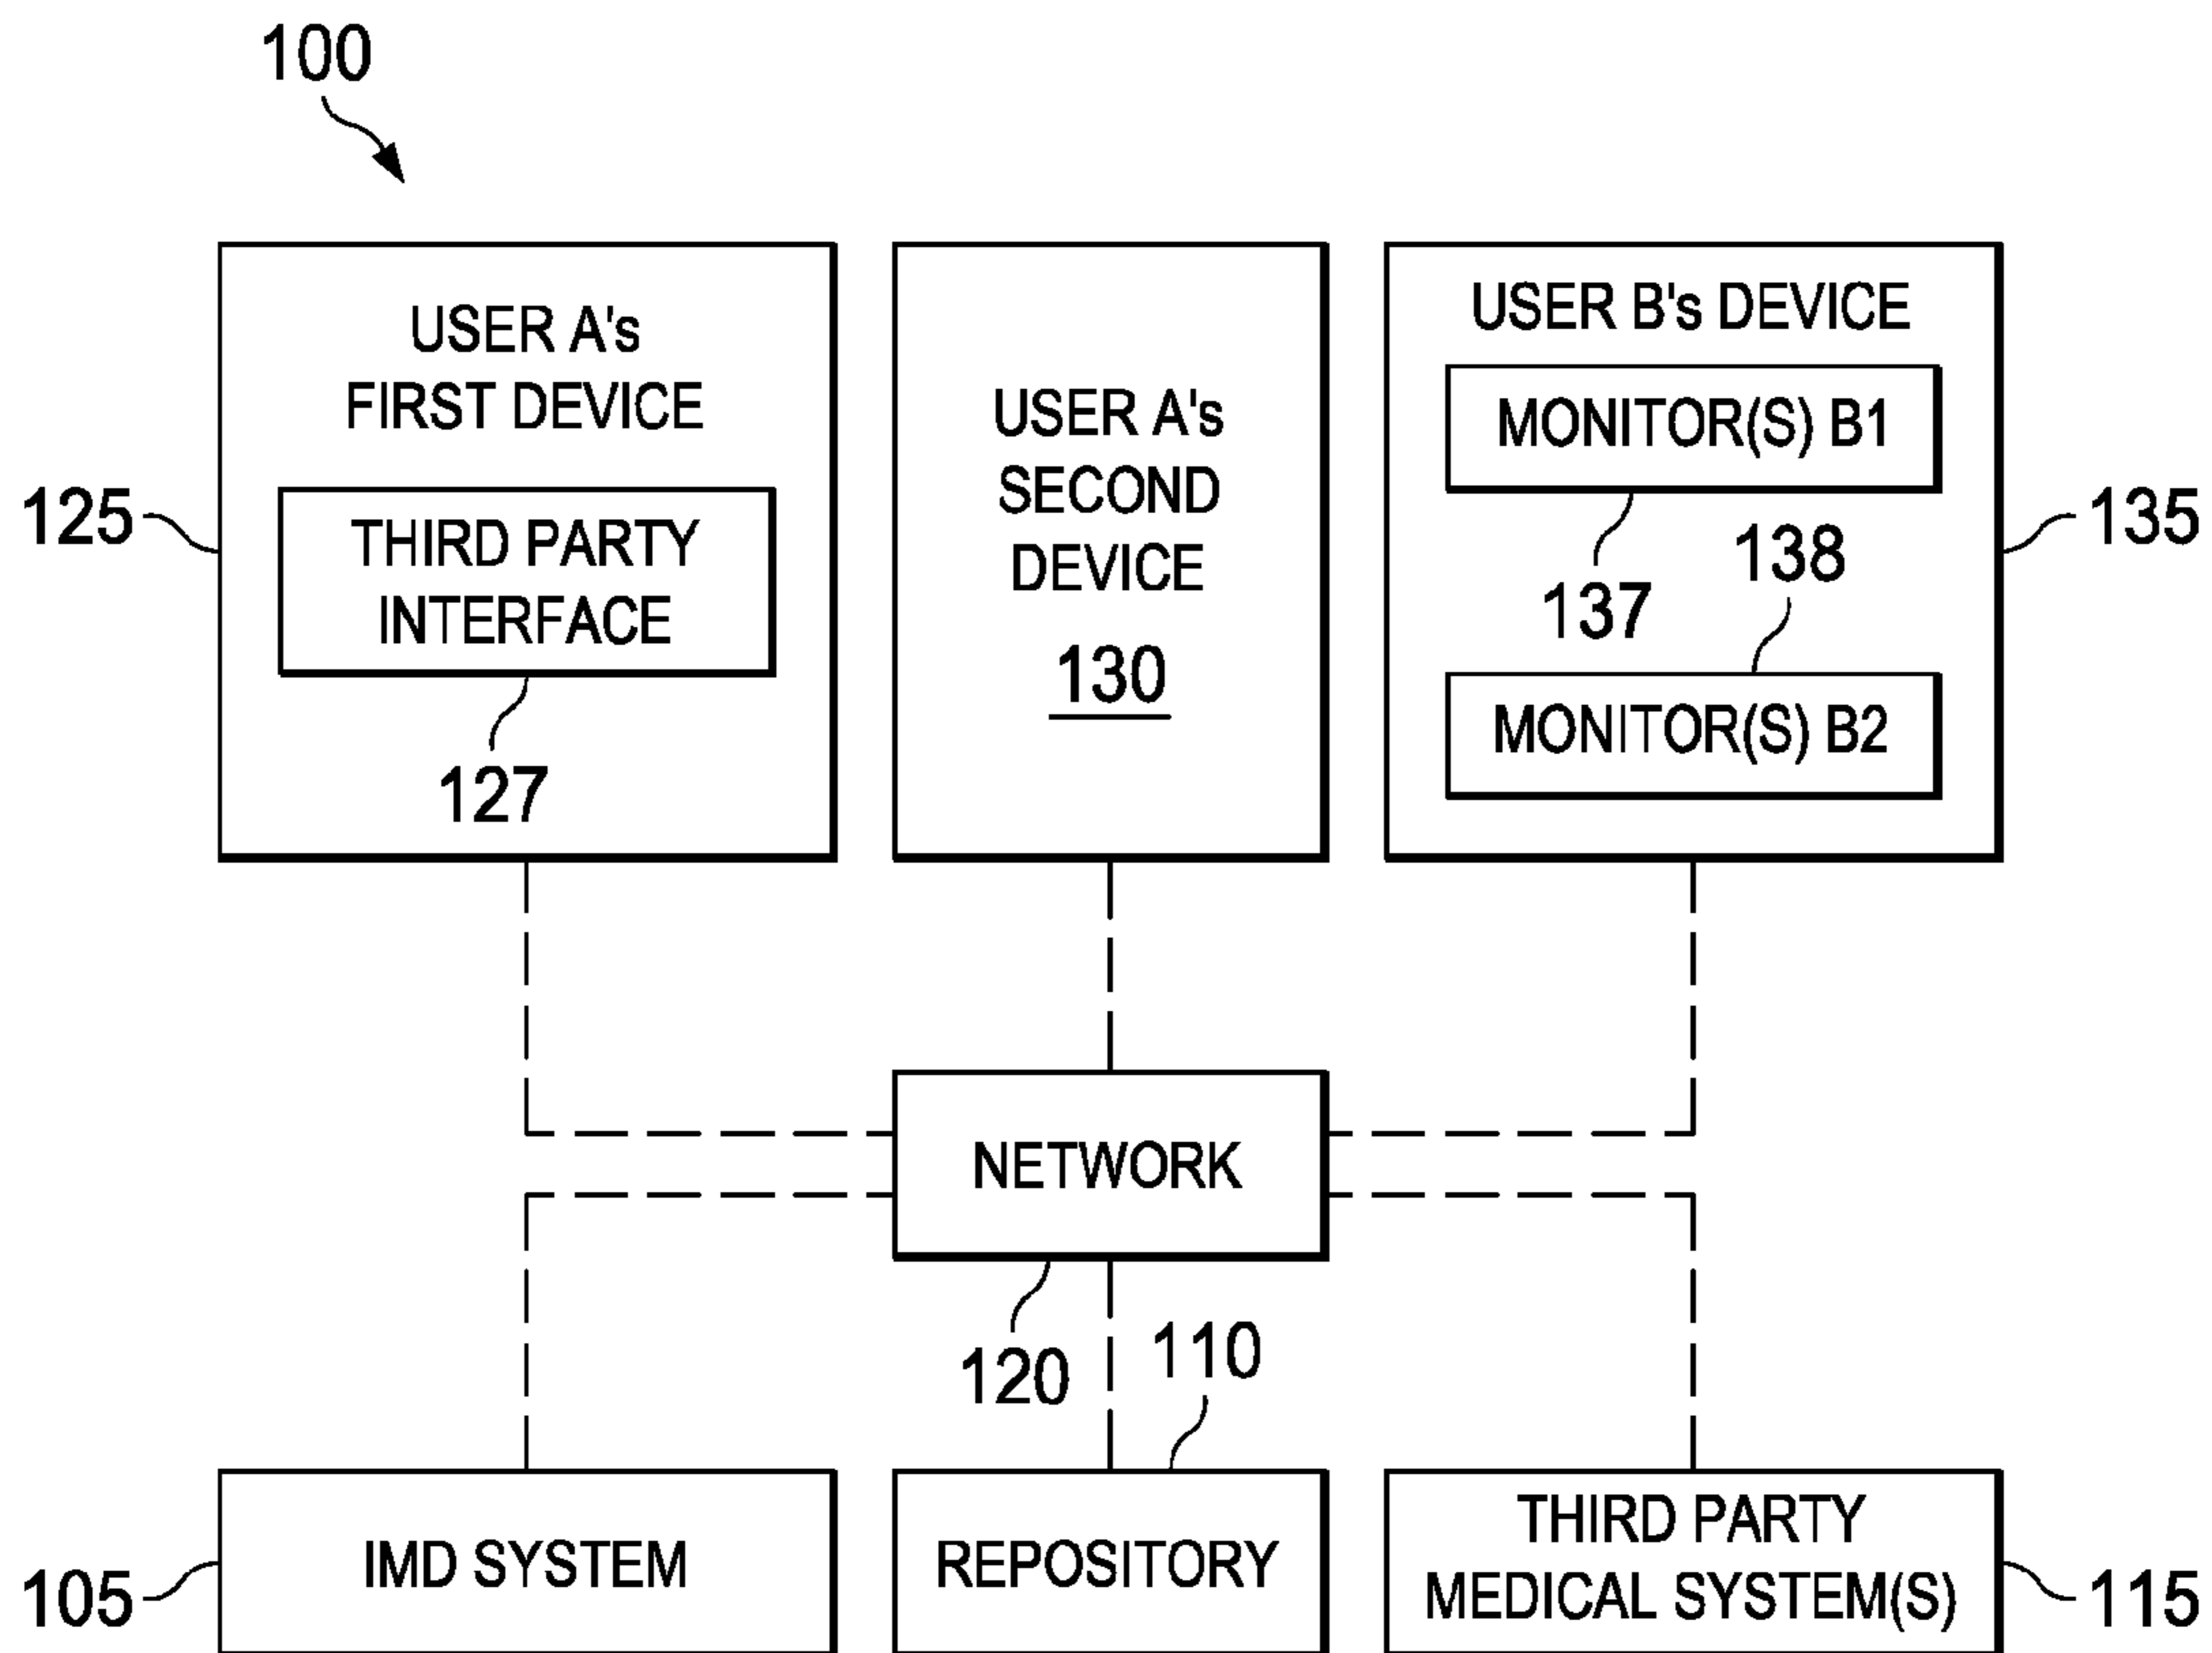 100
USER A's
FIRST DEVICE
THIRD PARTY
INTERFACE
125
127
USER A's
SECOND
DEVICE
130
USER B's DEVICE
MONITOR(S) B1
137
138
MONITOR(S) B2
135
NETWORK
120
110
IMD SYSTEM
105
REPOSITORY
THIRD PARTY
MEDICAL SYSTEM(S)
115